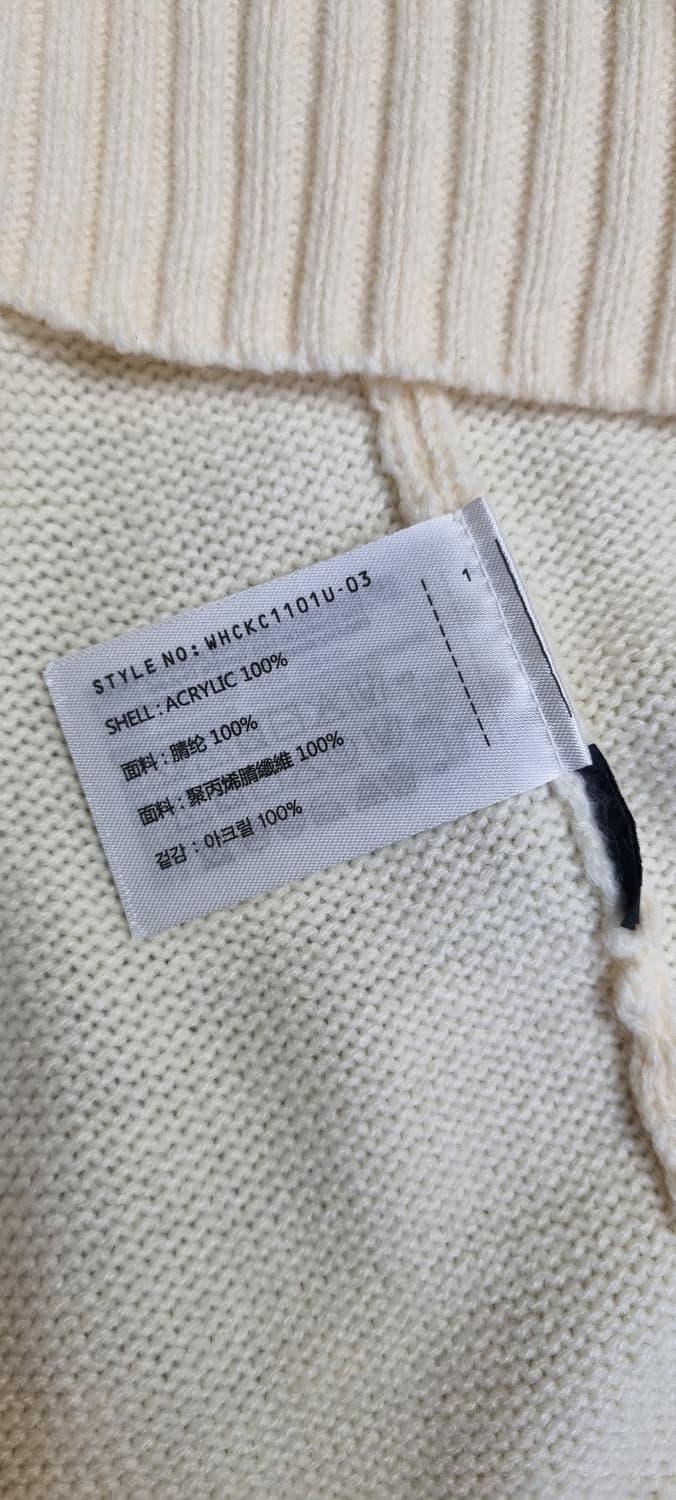 STYLE NO: WHCKC1101U-03
SHELL : ACRYLIC 100%
面料 : 腈纶 100%
面料 : 聚丙烯腈纖維 100%
겉감 : 아크릴 100%
1